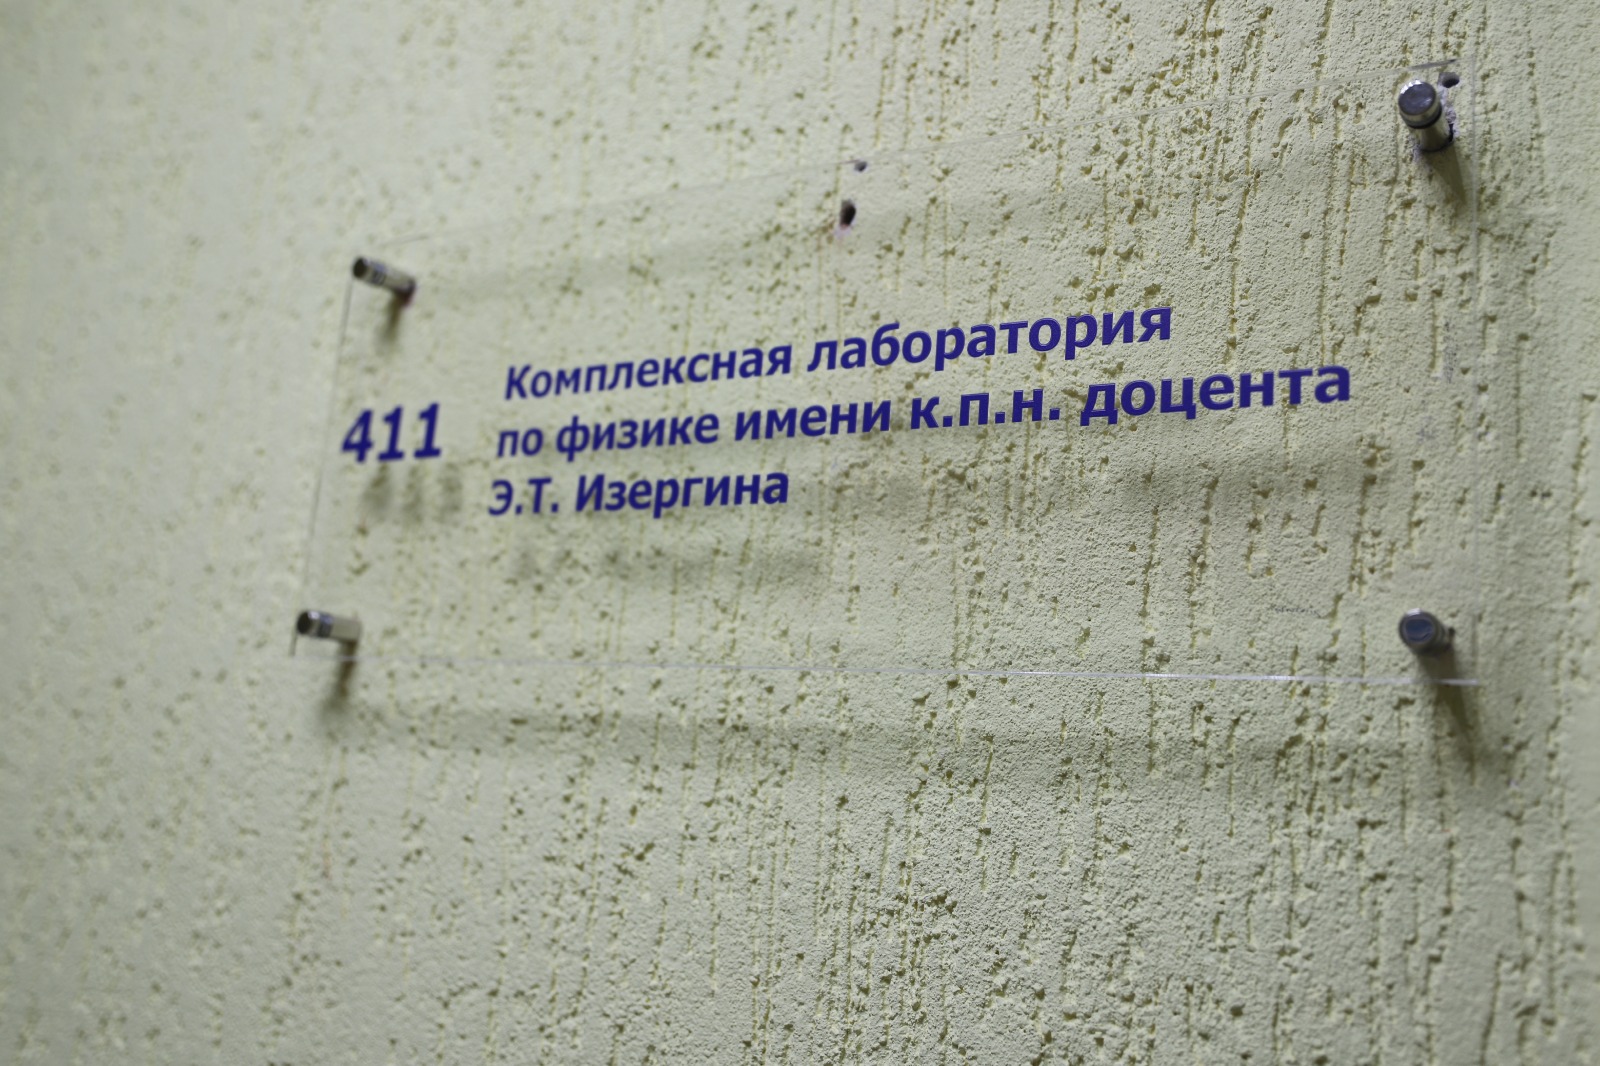 411
Комплексная лаборатория
по физике имени к.п.н. доцента
Э.Т. Изергина